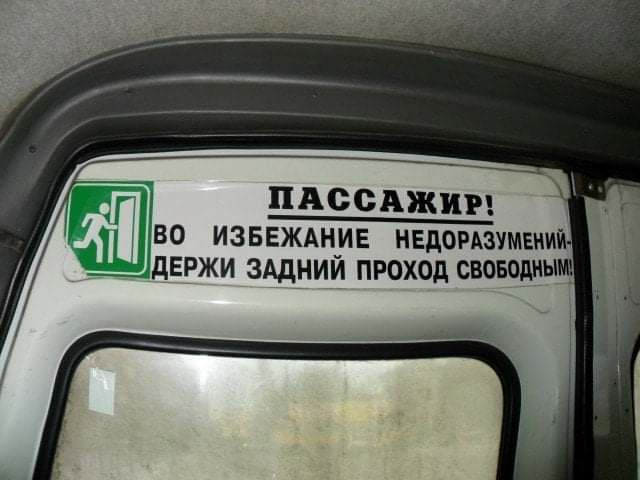 ПАССАЖИР!
ВО ИЗБЕЖАНИЕ НЕДОРАЗУМЕНИЙ-
ДЕРЖИ ЗАДНИЙ ПРОХОД СВОБОДНЫМ!